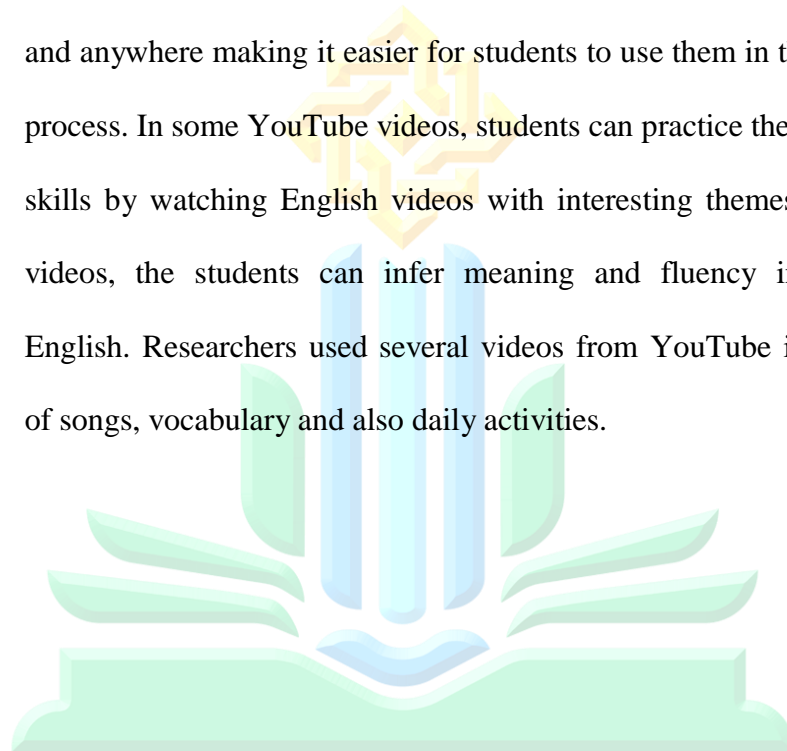 and anywhere making it easier for students to use them in
process. In some YouTube videos, students can practice the
skills by watching English videos with interesting themes
videos, the students can infer meaning and fluency
English. Researchers used several videos from YouTube
of songs, vocabulary and also daily activities.